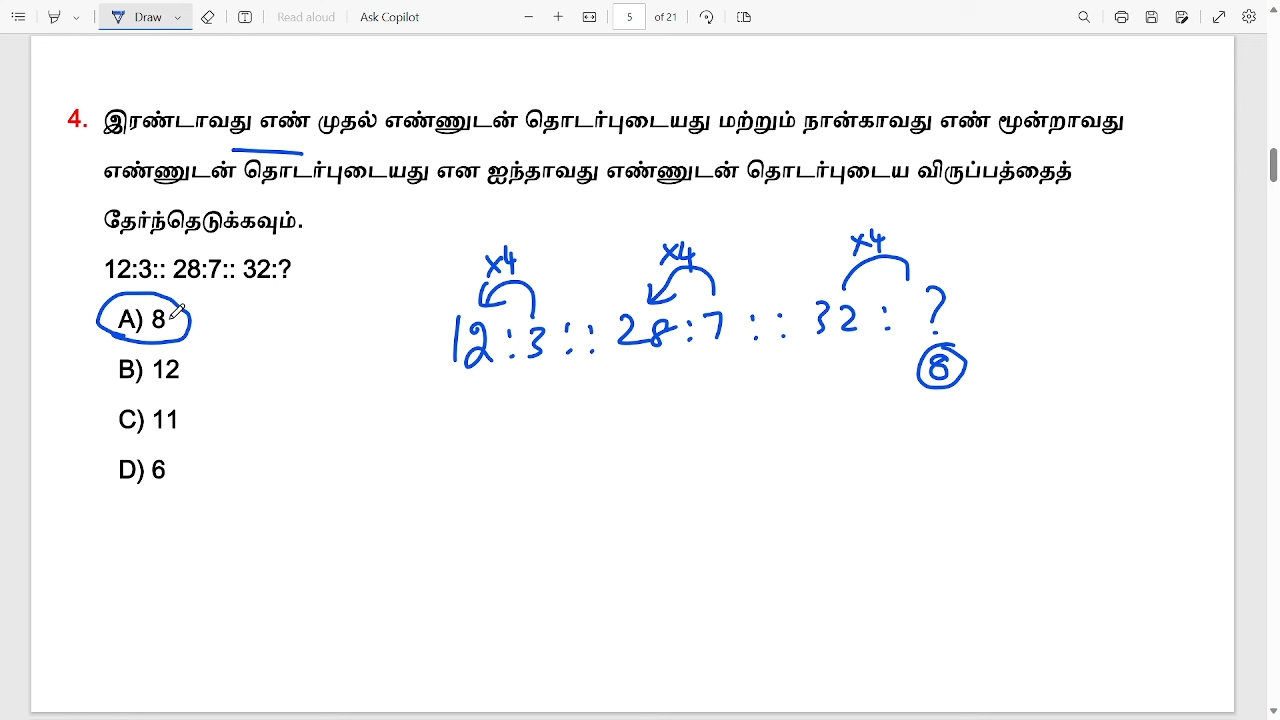 Draw
Read aloud
Ask Copilot
5
of 21
4. இரண்டாவது எண் முதல் எண்ணுடன் தொடர்புடையது மற்றும் நான்காவது எண் மூன்றாவது
எண்ணுடன் தொடர்புடையது என ஐந்தாவது எண்ணுடன் தொடர்புடைய விருப்பத்தைத்
தேர்ந்தெடுக்கவும்.
12:3:: 28:7:: 32:?
A) 8
B) 12
C) 11
D) 6
x4 x4 x4
12 : 3 :: 28 : 7 :: 32 : ?
8